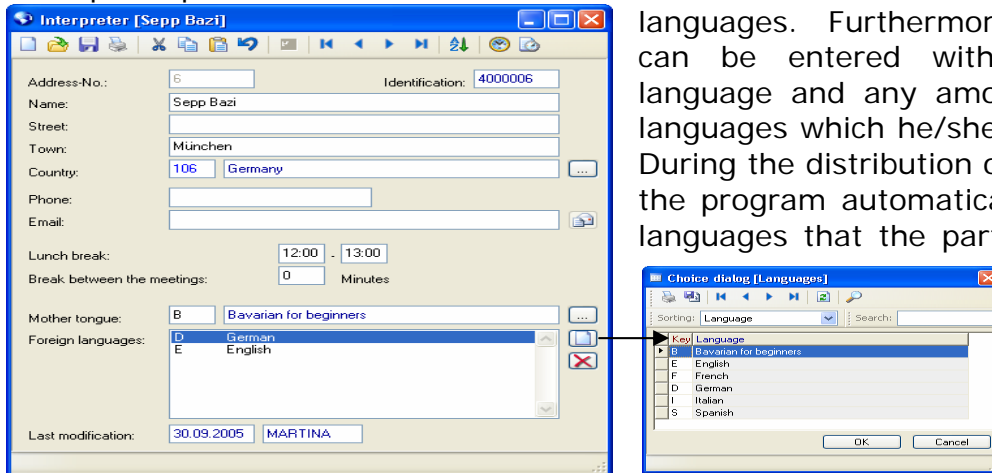 Interpreter [Sepp Bazi]
Address-No.: 6 Identification: 4000006
Name: Sepp Bazi
Street:
Town: München
Country: 106 Germany ...
Phone:
Email:
Lunch break: 12:00 - 13:00
Break between the meetings: 0 Minutes
Mother tongue: B Bavarian for beginners ...
Foreign languages: D German
E English
Last modification: 30.09.2005 MARTINA
languages. Furthermor
can be entered with
language and any amo
languages which he/she
During the distribution
the program automatica
languages that the par
Choice dialog [Languages]
Sorting: Language Search:
Key Language
B Bavarian for beginners
E English
F French
D German
I Italian
S Spanish
OK Cancel